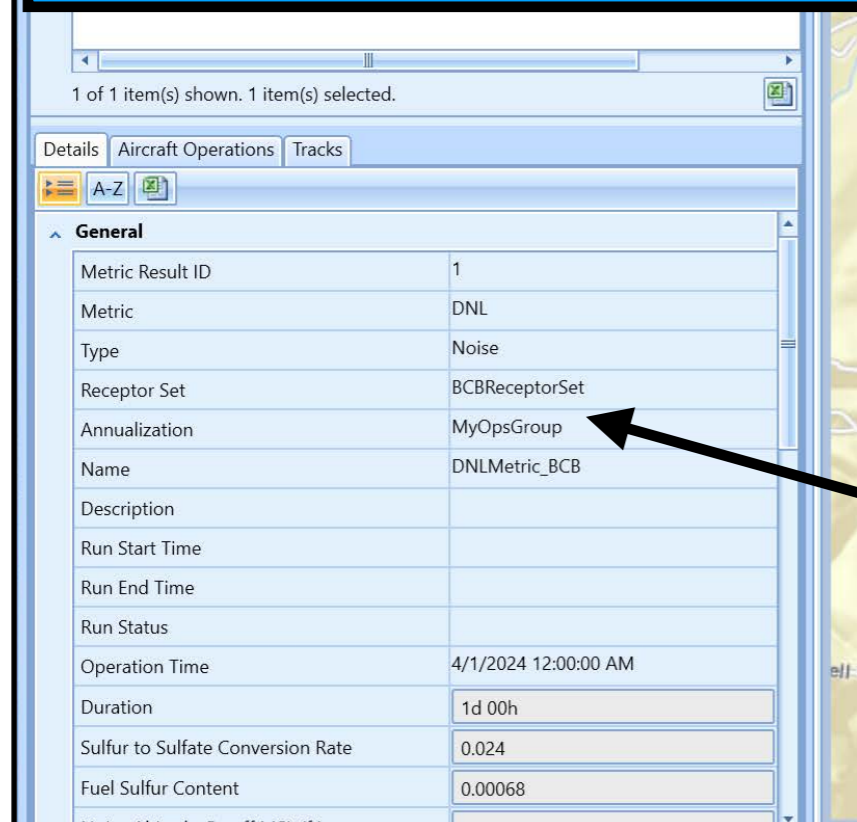 1 of 1 item(s) shown. 1 item(s) selected.
Details Aircraft Operations Tracks
A-Z
General
Metric Result ID 1
Metric DNL
Type Noise
Receptor Set BCBReceptorSet
Annualization MyOpsGroup
Name DNLMetric_BCB
Description
Run Start Time
Run End Time
Run Status
Operation Time 4/1/2024 12:00:00 AM
Duration 1d 00h
Sulfur to Sulfate Conversion Rate 0.024
Fuel Sulfur Content 0.00068
ell